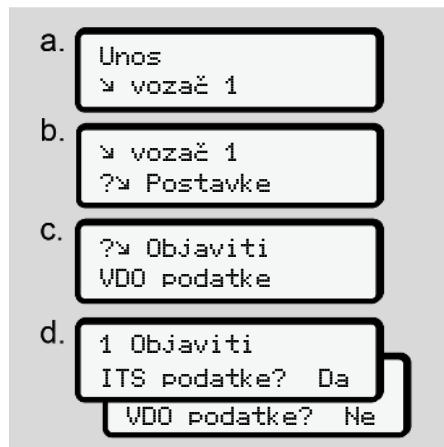 a.
Unos
↘ vozač 1
b.
↘ vozač 1
?↘ Postavke
c.
?↘ Objaviti
VDO podatke
d.
1 Objaviti
ITS podatke? Da
VDO podatke? Ne